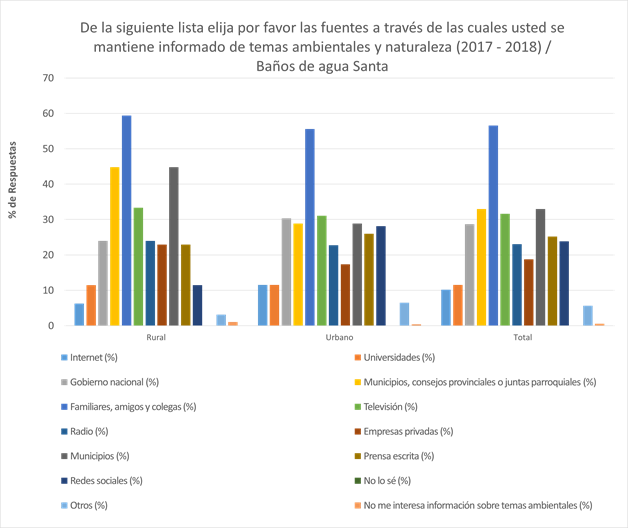 De la siguiente lista elija por favor las fuentes a través de las cuales usted se
mantiene informado de temas ambientales y naturaleza (2017 - 2018) /
Baños de agua Santa
% de Respuestas
70
60
50
40
30
20
10
0
Rural Urbano Total
Internet (%) Universidades (%)
Gobierno nacional (%) Municipios, consejos provinciales o juntas parroquiales (%)
Familiares, amigos y colegas (%) Televisión (%)
Radio (%) Empresas privadas (%)
Municipios (%) Prensa escrita (%)
Redes sociales (%) No lo sé (%)
Otros (%) No me interesa información sobre temas ambientales (%)